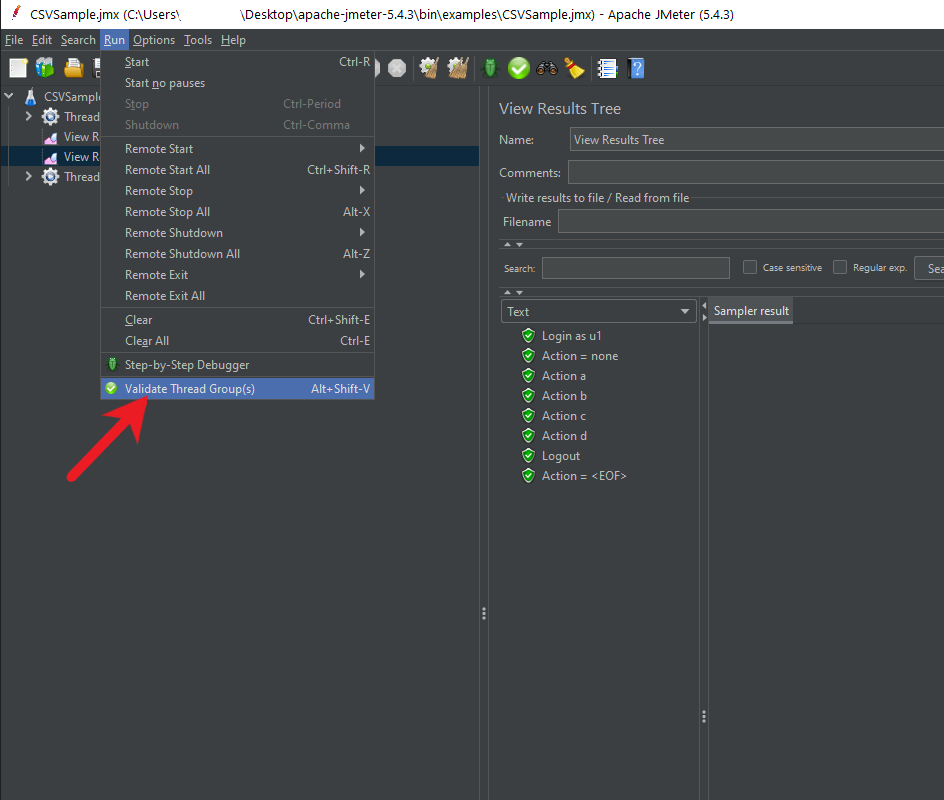 CSVSample.jmx (C:\Users\ \Desktop\apache-jmeter-5.4.3\bin\examples\CSVSample.jmx) - Apache JMeter (5.4.3)
File Edit Search Run Options Tools Help
CSVSample
Thread
View R
View R
Thread
Start Ctrl-R
Start no pauses
Stop Ctrl-Period
Shutdown Ctrl-Comma
Remote Start
Remote Start All Ctrl+Shift-R
Remote Stop
Remote Stop All Alt-X
Remote Shutdown
Remote Shutdown All Alt-Z
Remote Exit
Remote Exit All
Clear Ctrl+Shift-E
Clear All Ctrl-E
Step-by-Step Debugger
Validate Thread Group(s) Alt+Shift-V
View Results Tree
Name: View Results Tree
Comments:
Write results to file / Read from file
Filename
Search: Case sensitive Regular exp. Sea
Text
Sampler result
Login as u1
Action = none
Action a
Action b
Action c
Action d
Logout
Action = <EOF>